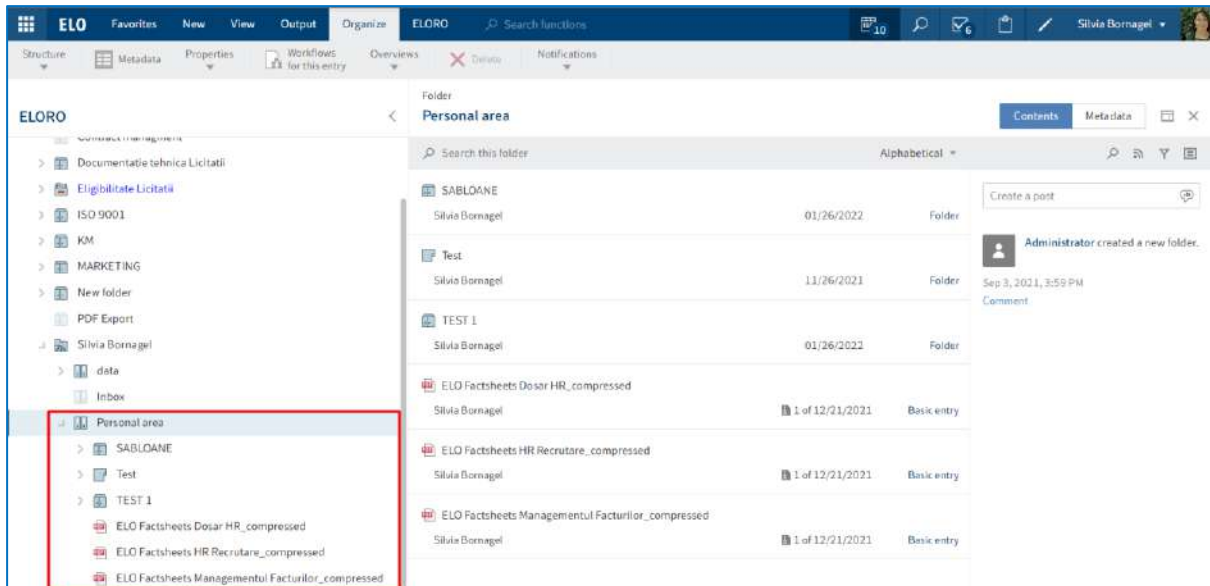 ELO Favorites New View Output Organize ELORO Search functions 10 6 Silvia Bornagel
Structure Metadata Properties Workflows for this entry Overviews Delete Notifications
ELORO
Contract managment
Documentatie tehnica Licitatii
Eligibilitate Licitatii
ISO 9001
KM
MARKETING
New folder
PDF Export
Silvia Bornagel
data
Inbox
Personal area
SABLOANE
Test
TEST 1
ELO Factsheets Dosar HR_compressed
ELO Factsheets HR Recrutare_compressed
ELO Factsheets Managementul Facturilor_compressed
Folder
Personal area
Contents Metadata
Search this folder Alphabetical
SABLOANE
Silvia Bornagel 01/26/2022 Folder
Test
Silvia Bornagel 11/26/2021 Folder
TEST 1
Silvia Bornagel 01/26/2022 Folder
ELO Factsheets Dosar HR_compressed
Silvia Bornagel 1 of 12/21/2021 Basic entry
ELO Factsheets HR Recrutare_compressed
Silvia Bornagel 1 of 12/21/2021 Basic entry
ELO Factsheets Managementul Facturilor_compressed
Silvia Bornagel 1 of 12/21/2021 Basic entry
Create a post
Administrator created a new folder.
Sep 3, 2021, 3:59 PM
Comment